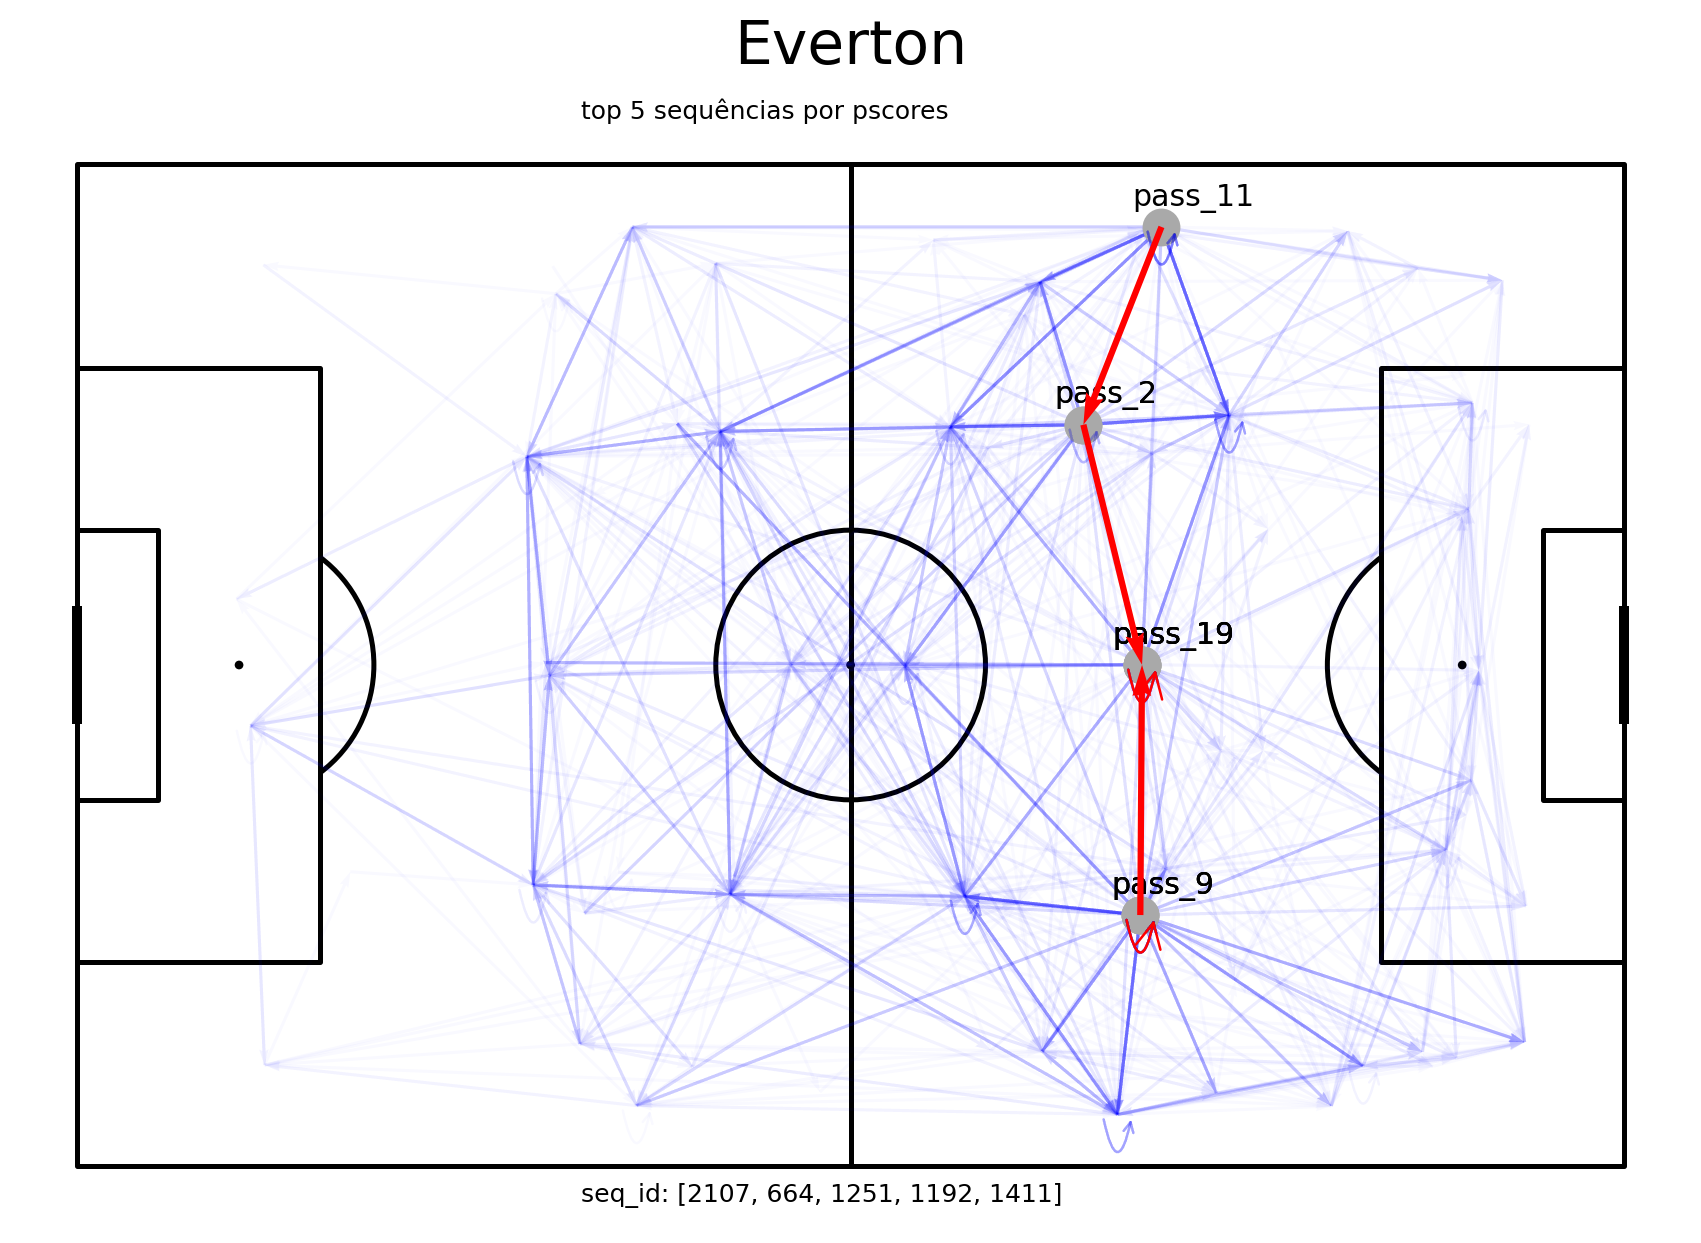 Everton
top 5 sequências por pscores
pass_11
pass_2
pass_19
pass_9
seq_id: [2107, 664, 1251, 1192, 1411]